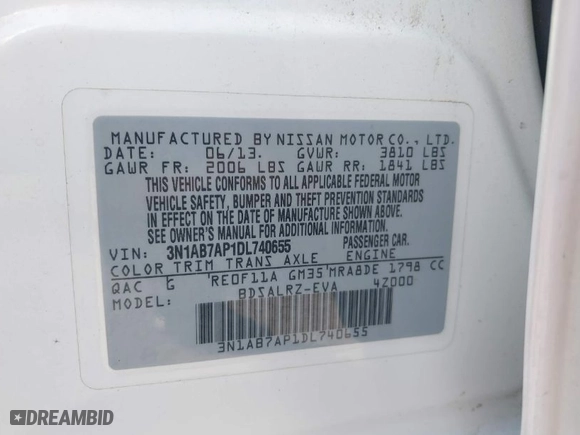 MANUFACTURED BY NISSAN MOTOR CO., LTD.
DATE: 06/13. GVWR: 3810 LBS
GAWR FR: 2006 LBS GAWR RR: 1841 LBS
THIS VEHICLE CONFORMS TO ALL APPLICABLE FEDERAL MOTOR
VEHICLE SAFETY, BUMPER AND THEFT PREVENTION STANDARDS
IN EFFECT ON THE DATE OF MANUFACTURE SHOWN ABOVE.
SEE OWNER'S MANUAL FOR ADDITIONAL INFORMATION
VIN: 3N1AB7AP1DL740655 PASSENGER CAR.
COLOR TRIM TRANS AXLE ENGINE
QAC G RE0F11A GM35 MRA8DE 1798 CC
MODEL: BDSALRZ-EVA 4Z000
3N1AB7AP1DL740655
DREAMBID